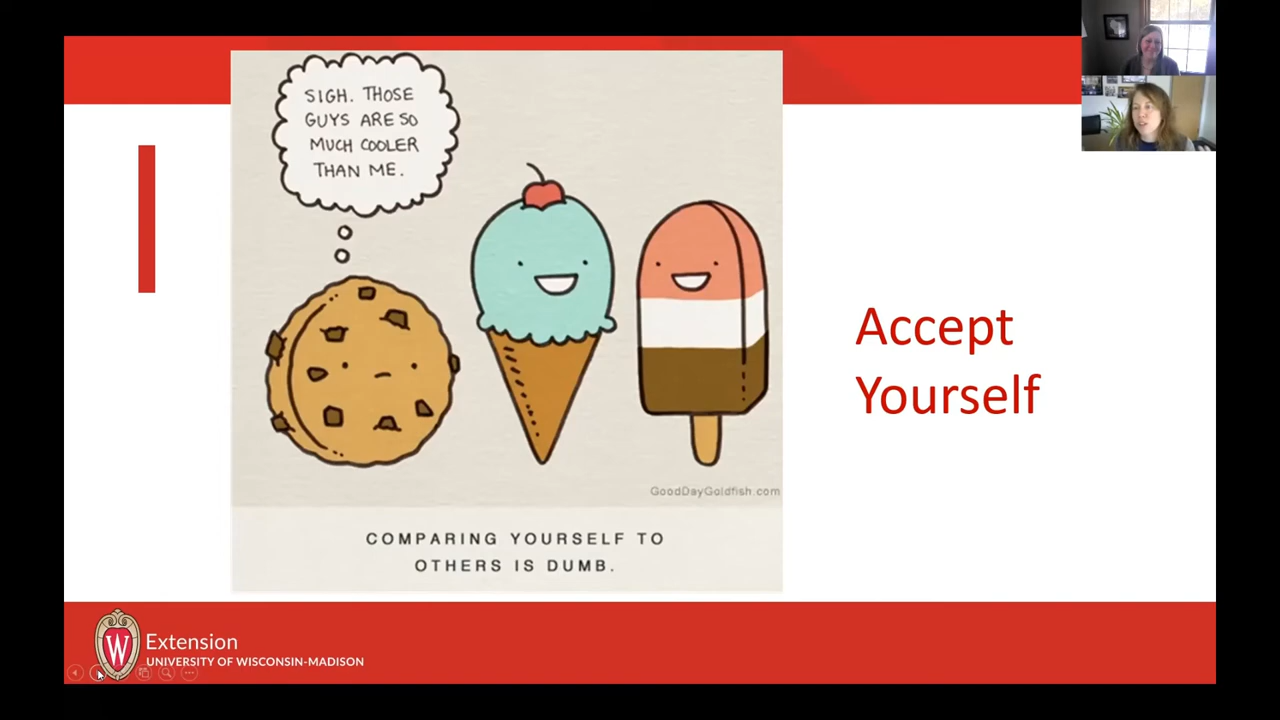 SIGH. THOSE
GUYS ARE SO
MUCH COOLER
THAN ME.
GoodDayGoldfish.com
COMPARING YOURSELF TO
OTHERS IS DUMB.
Accept
Yourself
W
Extension
UNIVERSITY OF WISCONSIN-MADISON